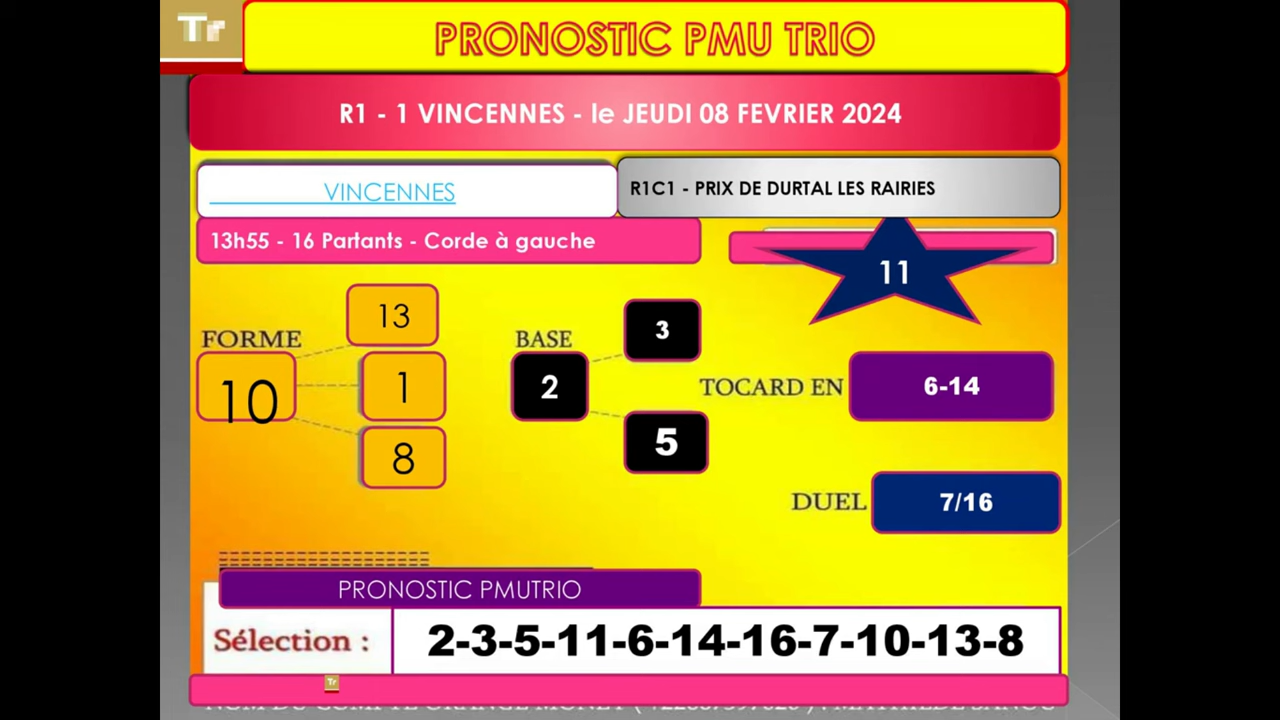 Tr
PRONOSTIC PMU TRIO
R1 - 1 VINCENNES - le JEUDI 08 FEVRIER 2024
VINCENNES
R1C1 - PRIX DE DURTAL LES RAIRIES
13h55 - 16 Partants - Corde à gauche
11
FORME
10
13
1
8
BASE
2
3
5
TOCARD EN
6-14
DUEL
7/16
PRONOSTIC PMUTRIO
Sélection :
2-3-5-11-6-14-16-7-10-13-8
Tr